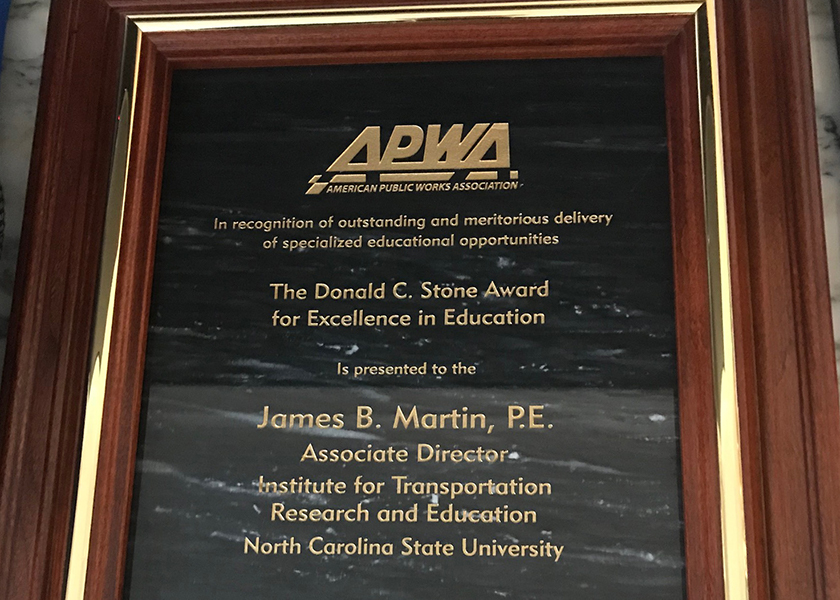 APWA
AMERICAN PUBLIC WORKS ASSOCIATION
In recognition of outstanding and meritorious delivery
of specialized educational opportunities
The Donald C. Stone Award
for Excellence in Education
Is presented to the
James B. Martin, P.E.
Associate Director
Institute for Transportation
Research and Education
North Carolina State University